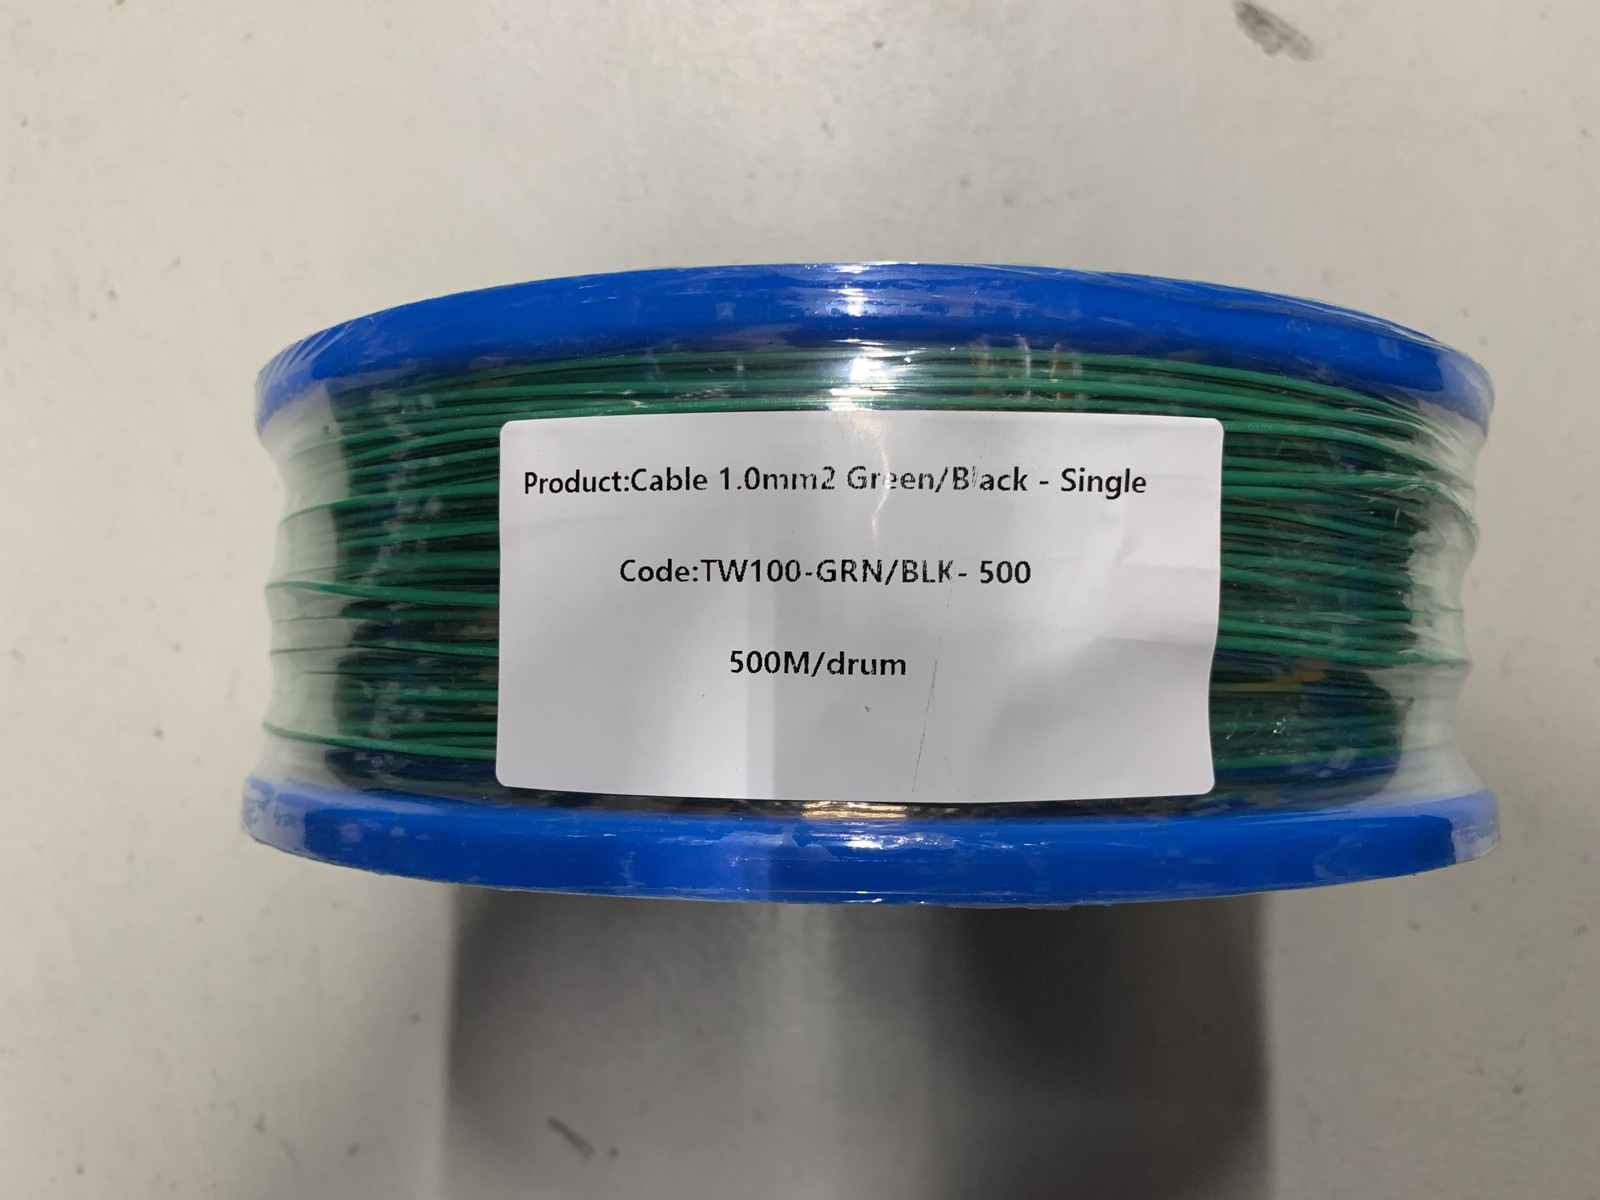 Product:Cable 1.0mm2 Green/Black - Single
Code:TW100-GRN/BLK- 500
500M/drum